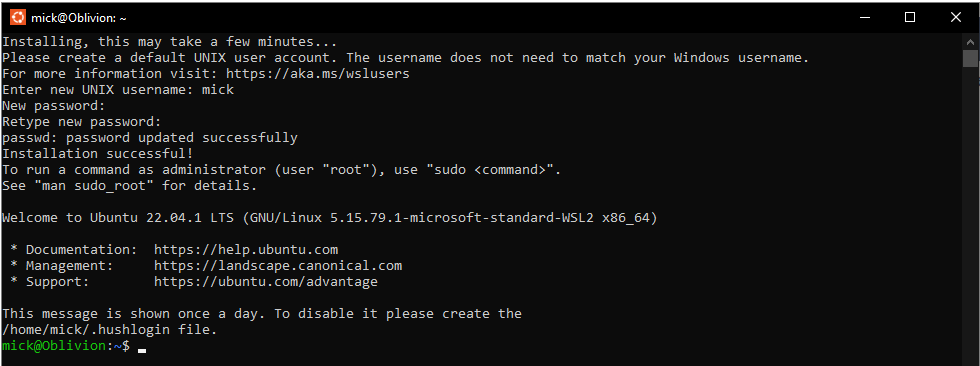 mick@Oblivion: ~
Installing, this may take a few minutes...
Please create a default UNIX user account. The username does not need to match your Windows username.
For more information visit: https://aka.ms/wslusers
Enter new UNIX username: mick
New password:
Retype new password:
passwd: password updated successfully
Installation successful!
To run a command as administrator (user "root"), use "sudo <command>".
See "man sudo_root" for details.
Welcome to Ubuntu 22.04.1 LTS (GNU/Linux 5.15.79.1-microsoft-standard-WSL2 x86_64)
* Documentation:  https://help.ubuntu.com
* Management:     https://landscape.canonical.com
* Support:        https://ubuntu.com/advantage
This message is shown once a day. To disable it please create the
/home/mick/.hushlogin file.
mick@Oblivion:~$